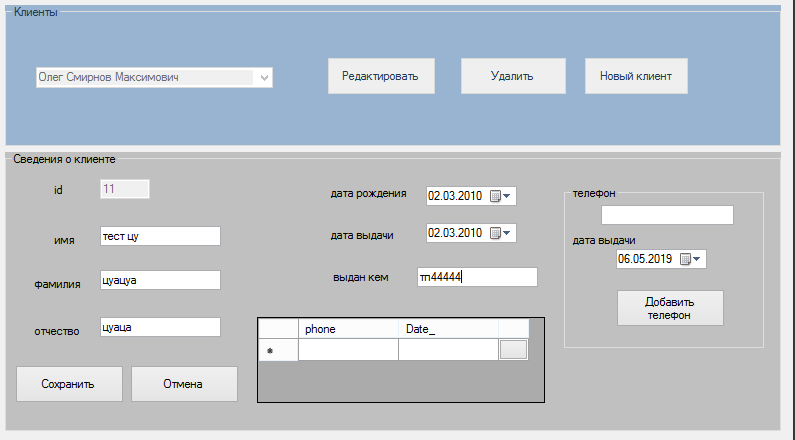 Клиенты
Олег Смирнов Максимович
Редактировать
Удалить
Новый клиент
Сведения о клиенте
id
11
имя
тест цу
фамилия
цуацуа
отчество
цуаца
дата рождения
02.03.2010
дата выдачи
02.03.2010
выдан кем
тп44444
телефон
дата выдачи
06.05.2019
Добавить
телефон
phone
Date_
Сохранить
Отмена